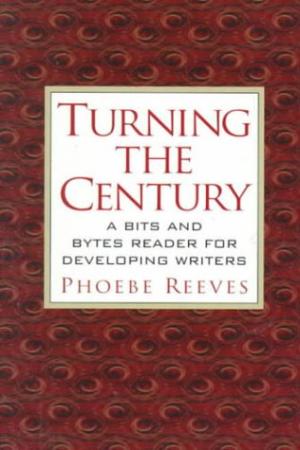 TURNING
THE
CENTURY
A BITS AND
BYTES READER FOR
DEVELOPING WRITERS
PHOEBE REEVES